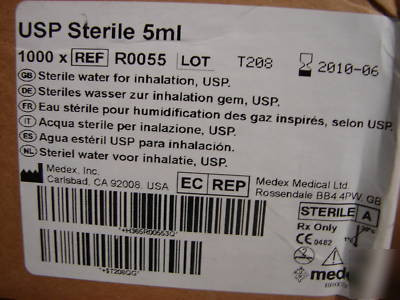 USP Sterile 5ml
1000 x REF R0055 LOT T208 2010-06
GB Sterile water for inhalation, USP.
DE Steriles wasser zur inhalation gem, USP.
FR Eau stérile pour humidification des gaz inspirés, selon USP.
IT Acqua sterile per inalazione, USP.
ES Agua estéril USP para inhalación.
NL Steriel water voor inhalatie, USP.
Medex, Inc.
Carlsbad, CA 92008. USA
EC REP
Medex Medical Ltd.
Rossendale BB4 4PW, GB
STERILE A
Rx Only
CE 0482
medex
+H365R00553Q*
+$T208QG*